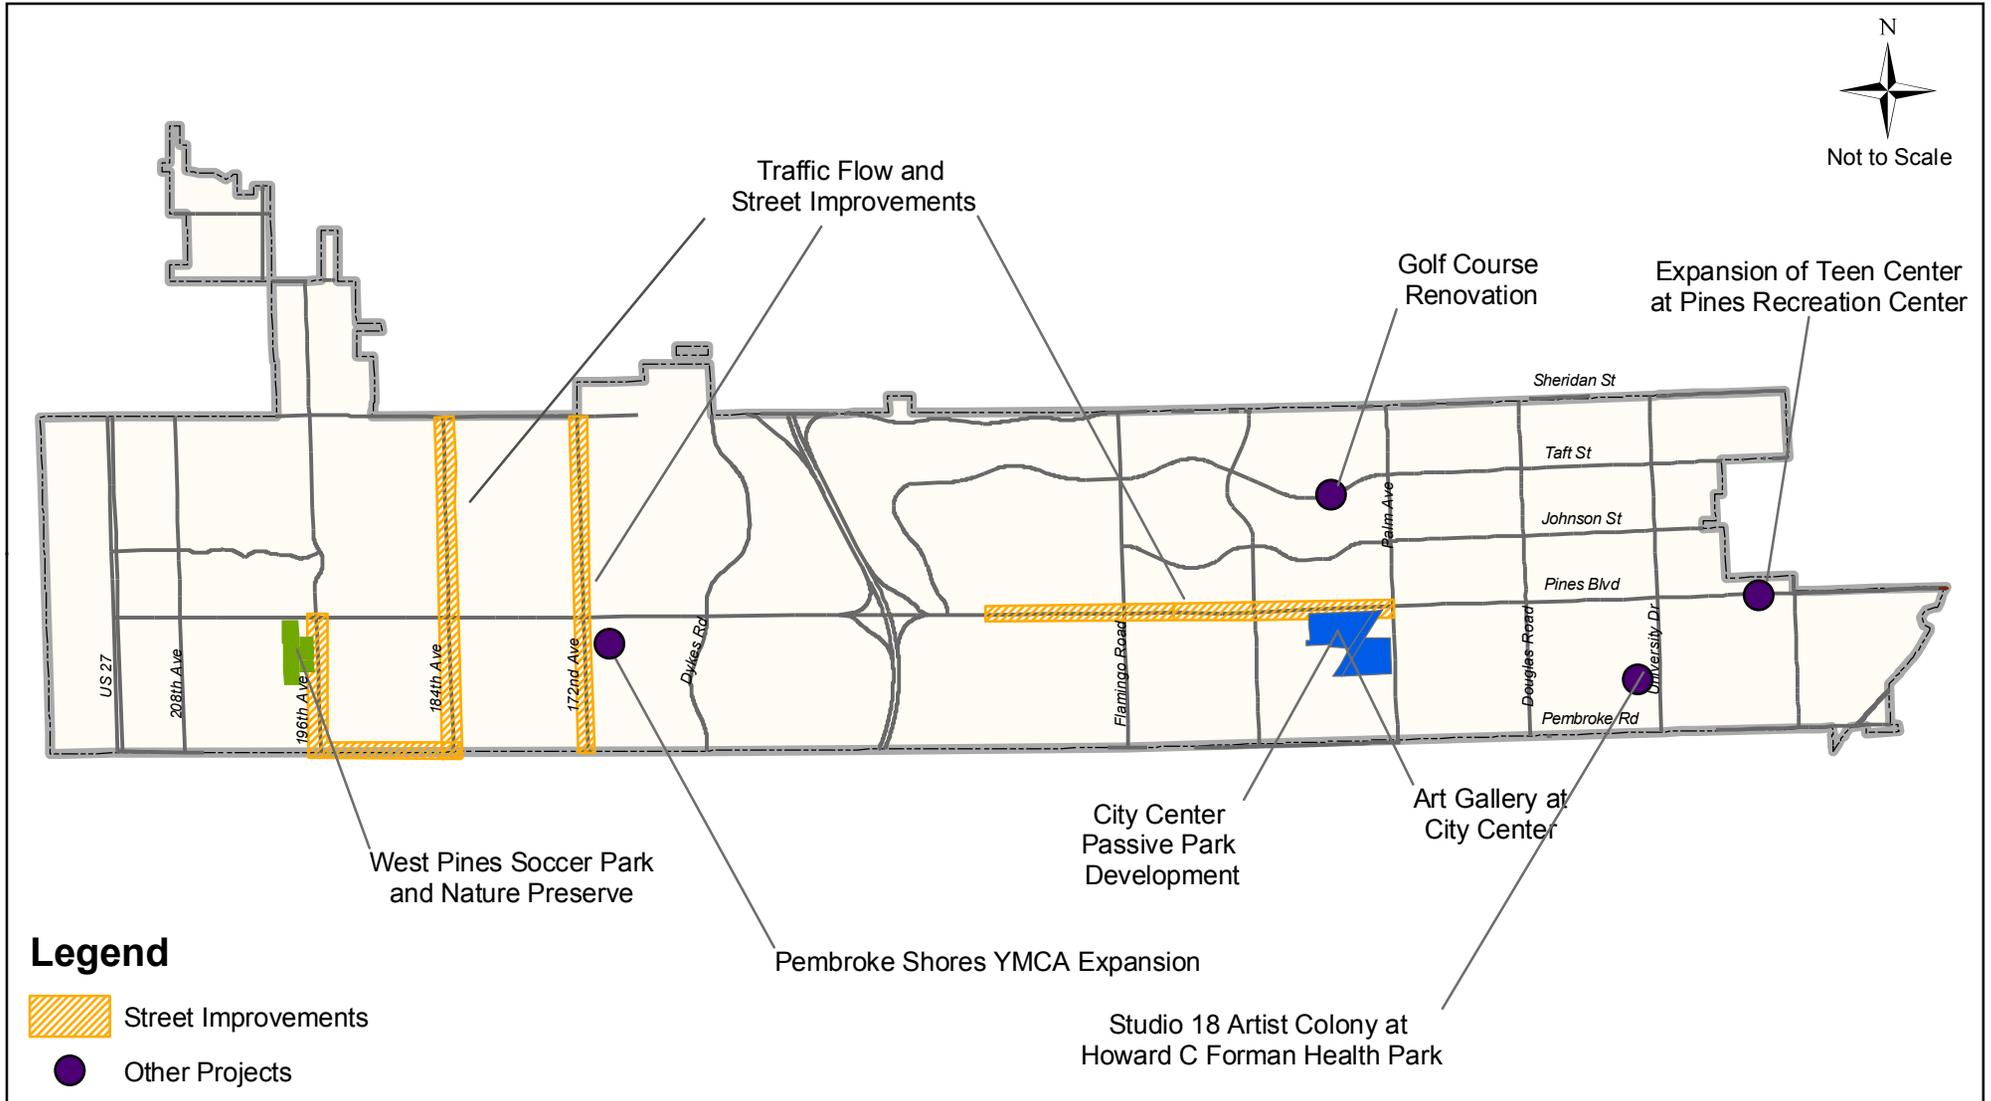 N
Not to Scale
Traffic Flow and
Street Improvements
Golf Course
Renovation
Expansion of Teen Center
at Pines Recreation Center
Sheridan St
Taft St
Palm Ave
Johnson St
Pines Blvd
US 27
208th Ave
196th Ave
184th Ave
172nd Ave
Dykes Rd
Flamingo Road
Douglas Road
University Dr
Pembroke Rd
West Pines Soccer Park
and Nature Preserve
City Center
Passive Park
Development
Art Gallery at
City Center
Pembroke Shores YMCA Expansion
Studio 18 Artist Colony at
Howard C Forman Health Park
Legend
Street Improvements
Other Projects